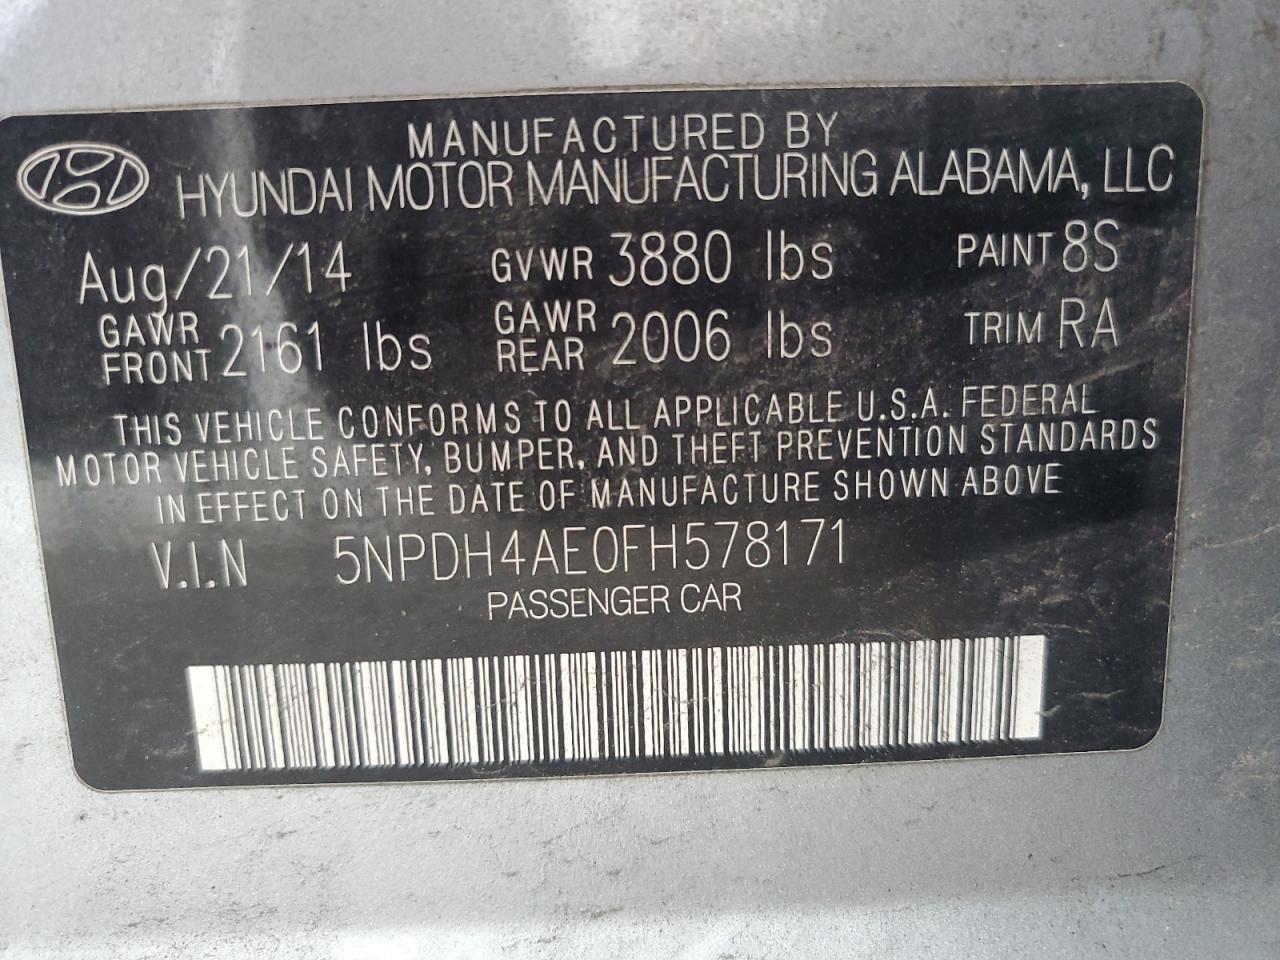 MANUFACTURED BY
HYUNDAI MOTOR MANUFACTURING ALABAMA, LLC
Aug/21/14 GVWR 3880 lbs PAINT 8S
GAWR FRONT 2161 lbs GAWR REAR 2006 lbs TRIM RA
THIS VEHICLE CONFORMS TO ALL APPLICABLE U.S.A. FEDERAL
MOTOR VEHICLE SAFETY, BUMPER, AND THEFT PREVENTION STANDARDS
IN EFFECT ON THE DATE OF MANUFACTURE SHOWN ABOVE
V.I.N 5NPDH4AE0FH578171
PASSENGER CAR